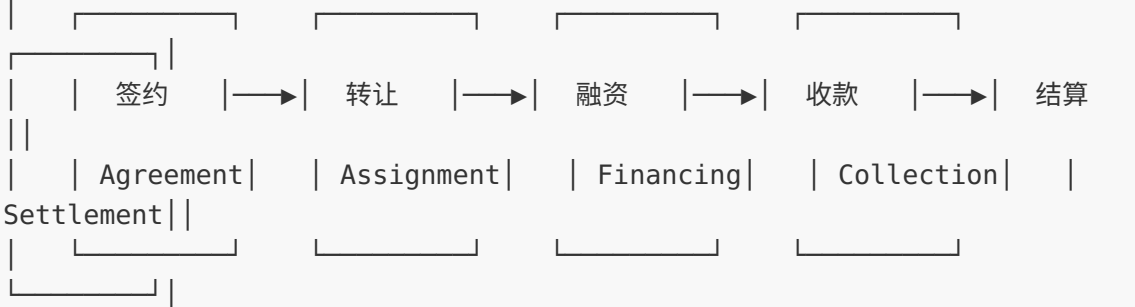 │   ┌─────────┐    ┌─────────┐    ┌─────────┐    ┌─────────┐
┌────────┐│
│   │  签约   │──▶│  转让   │──▶│  融资   │──▶│  收款   │──▶│  结算
││
│   │ Agreement│   │ Assignment│   │ Financing│   │ Collection│   │
Settlement││
│   └─────────┘    └─────────┘    └─────────┘    └─────────┘
└────────┘│